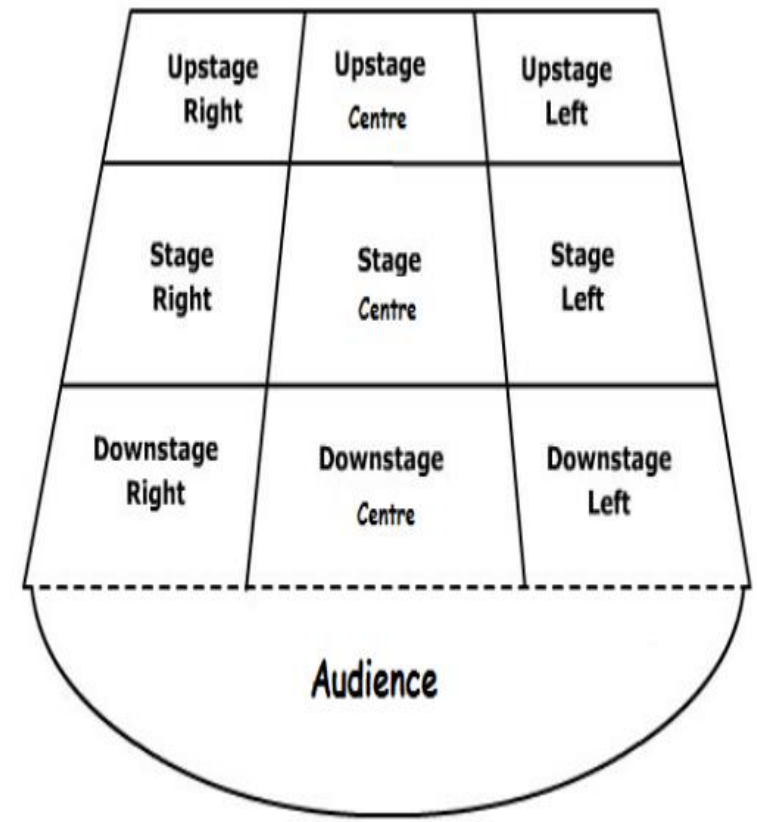 Upstage
Right
Upstage
Centre
Upstage
Left
Stage
Right
Stage
Centre
Stage
Left
Downstage
Right
Downstage
Centre
Downstage
Left
Audience